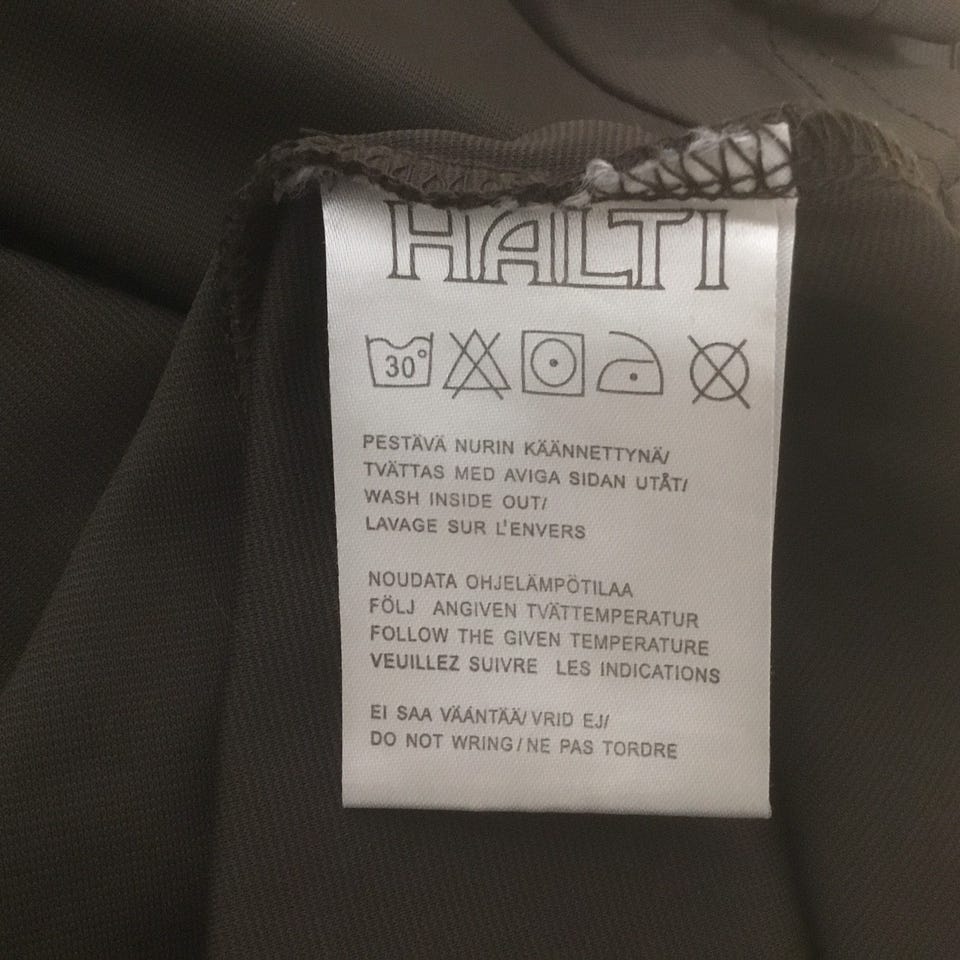 HALTI
30°
PESTÄVÄ NURIN KÄÄNNETTYNÄ/
TVÄTTAS MED AVIGA SIDAN UTÅT/
WASH INSIDE OUT/
LAVAGE SUR L'ENVERS
NOUDATA OHJELÄMPÖTILAA
FÖLJ ANGIVEN TVÄTTEMPERATUR
FOLLOW THE GIVEN TEMPERATURE
VEUILLEZ SUIVRE LES INDICATIONS
EI SAA VÄÄNTÄÄ/ VRID EJ/
DO NOT WRING/ NE PAS TORDRE